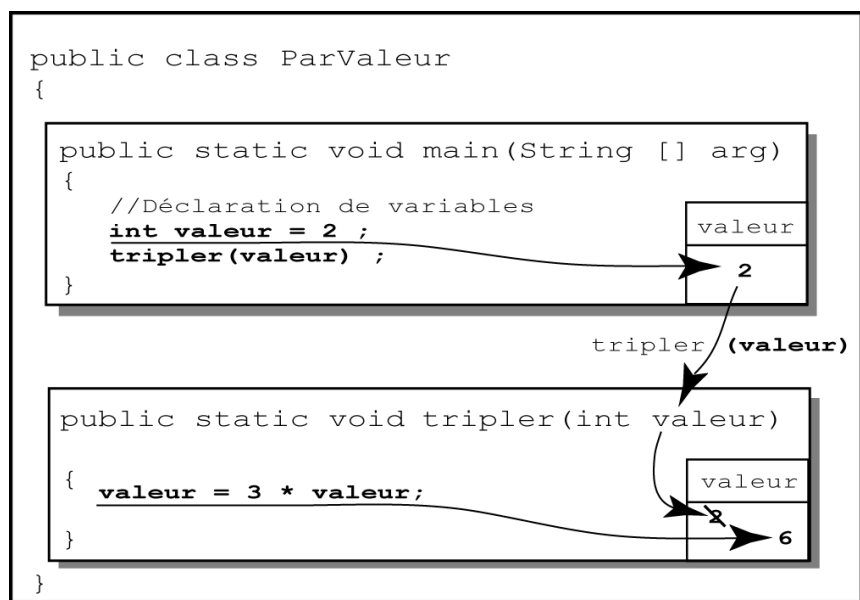 public class ParValeur
{
public static void main(String [] arg)
{
//Déclaration de variables
int valeur = 2 ;
tripler(valeur) ;
}
valeur
2
tripler (valeur)
public static void tripler(int valeur)
{
valeur = 3 * valeur;
}
valeur
2
6
}